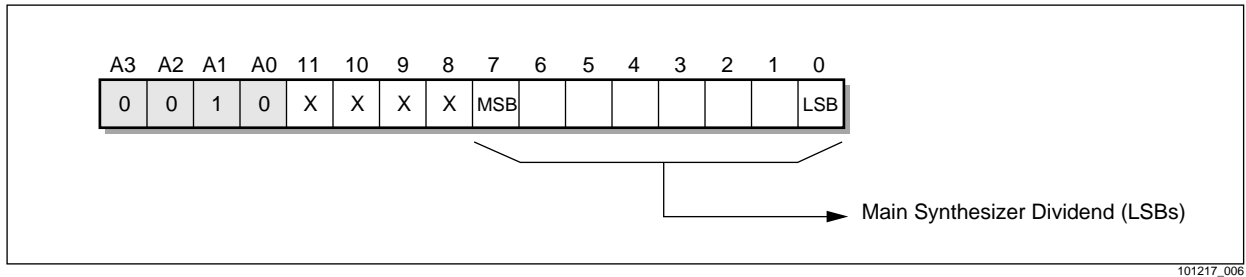 A3 A2 A1 A0 11 10 9 8 7 6 5 4 3 2 1 0
0 0 1 0 X X X X MSB LSB
Main Synthesizer Dividend (LSBs)
101217_006